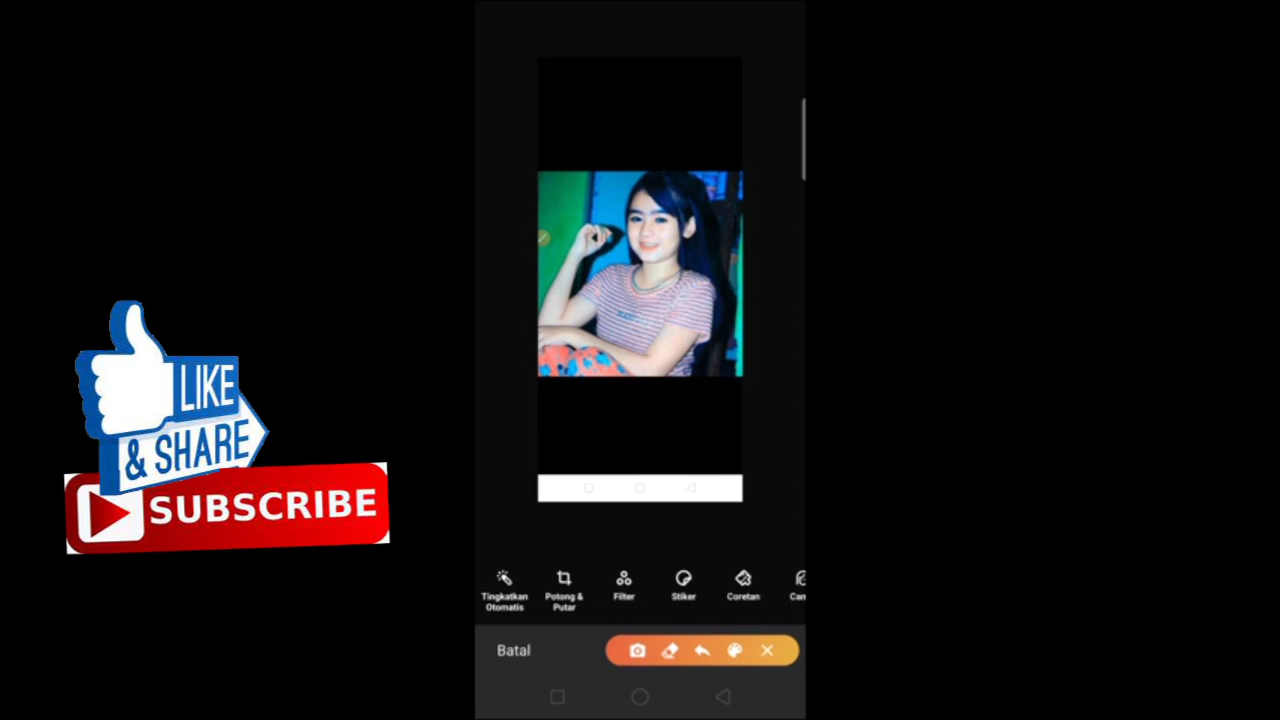 LIKE
& SHARE
SUBSCRIBE
Tingkatkan
Otomatis
Potong &
Putar
Filter
Stiker
Coretan
Batal